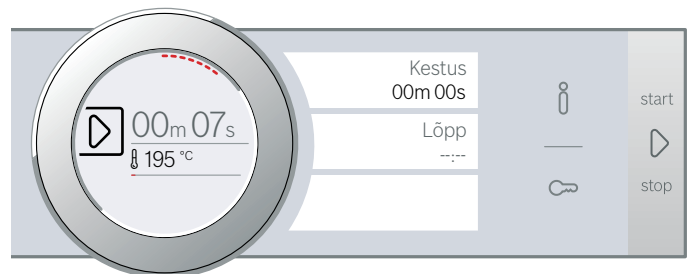 00m 07s
195 °C
Kestus
00m 00s
Lõpp
--:--
start
stop